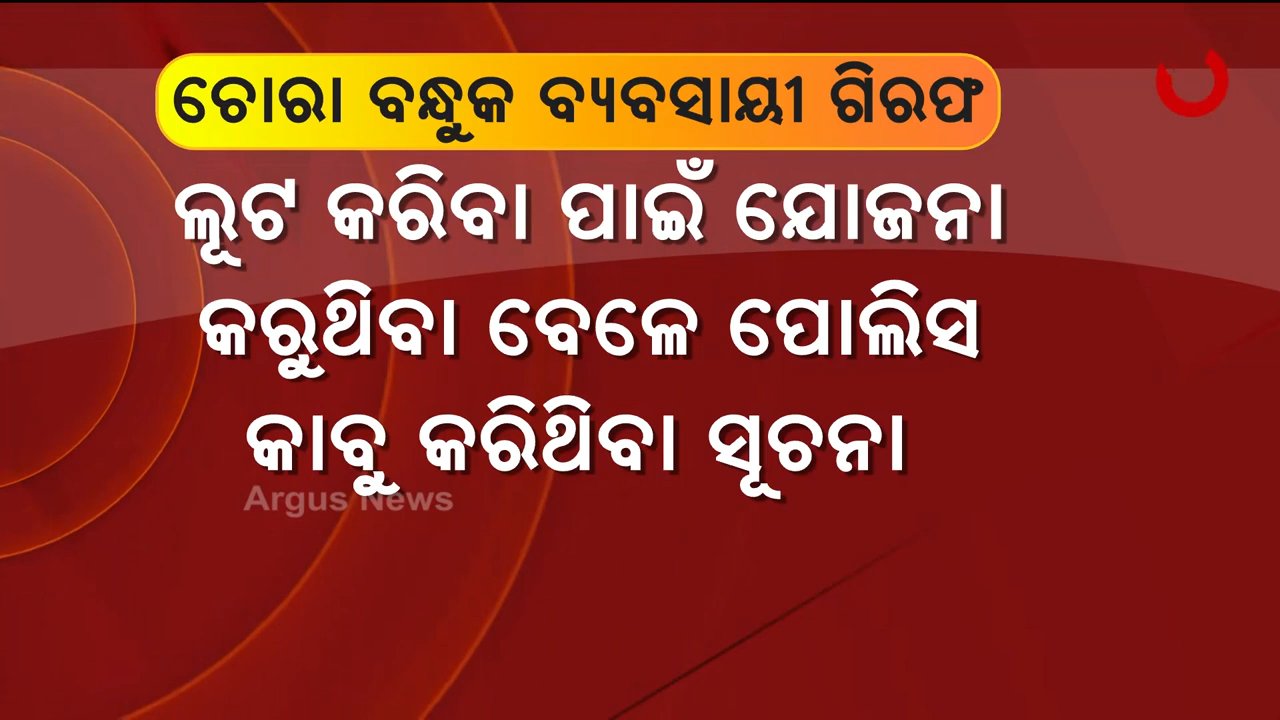 ଚୋରା ବନ୍ଧୁକ ବ୍ୟବସାୟୀ ଗିରଫ
ଲୁଟ କରିବା ପାଇଁ ଯୋଜନା
କରୁଥିବା ବେଳେ ପୋଲିସ
କାବୁ କରିଥିବା ସୂଚନା
Argus News